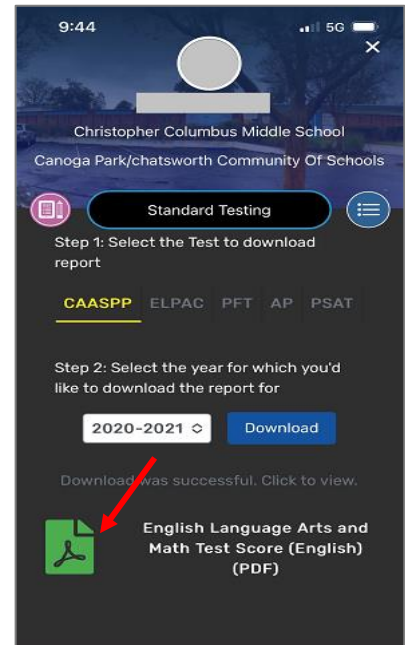 9:44
5G
Christopher Columbus Middle School
Canoga Park/chatsworth Community Of Schools
Standard Testing
Step 1: Select the Test to download
report
CAASPP ELPAC PFT AP PSAT
Step 2: Select the year for which you'd
like to download the report for
2020-2021 Download
Download was successful. Click to view.
English Language Arts and
Math Test Score (English)
(PDF)